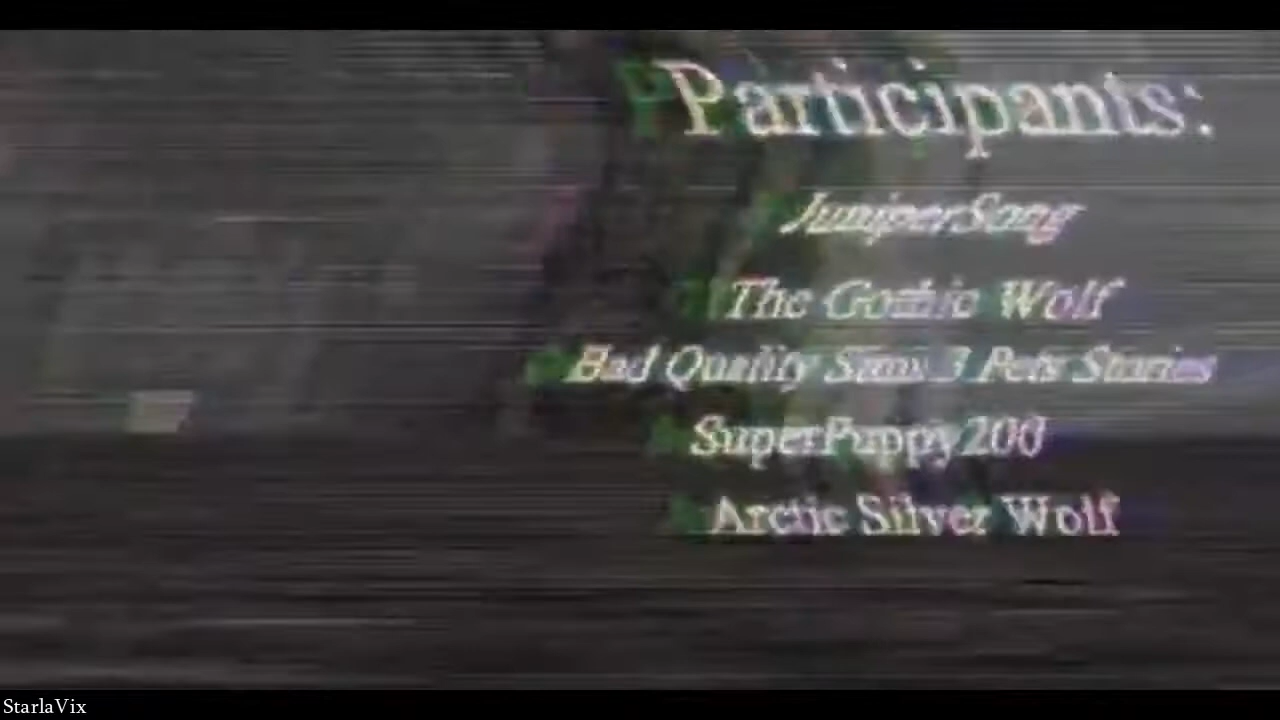 Participants:
JuniperSong
The Gothic Wolf
Bad Quality Sims 3 Pets Stories
SuperPuppy200
Arctic Silver Wolf
StarlaVix